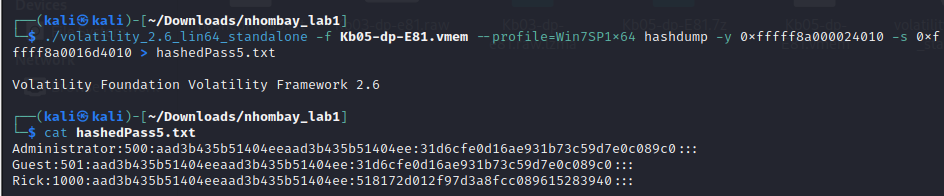 ┌──(kali㉿kali)-[~/Downloads/nhombay_lab1]
└─$ ./volatility_2.6_lin64_standalone -f Kb05-dp-E81.vmem --profile=Win7SP1×64 hashdump -y 0×fffff8a000024010 -s 0×f
ffff8a0016d4010 > hashedPass5.txt
Volatility Foundation Volatility Framework 2.6
┌──(kali㉿kali)-[~/Downloads/nhombay_lab1]
└─$ cat hashedPass5.txt
Administrator:500:aad3b435b51404eeaad3b435b51404ee:31d6cfe0d16ae931b73c59d7e0c089c0:::
Guest:501:aad3b435b51404eeaad3b435b51404ee:31d6cfe0d16ae931b73c59d7e0c089c0:::
Rick:1000:aad3b435b51404eeaad3b435b51404ee:518172d012f97d3a8fcc089615283940:::